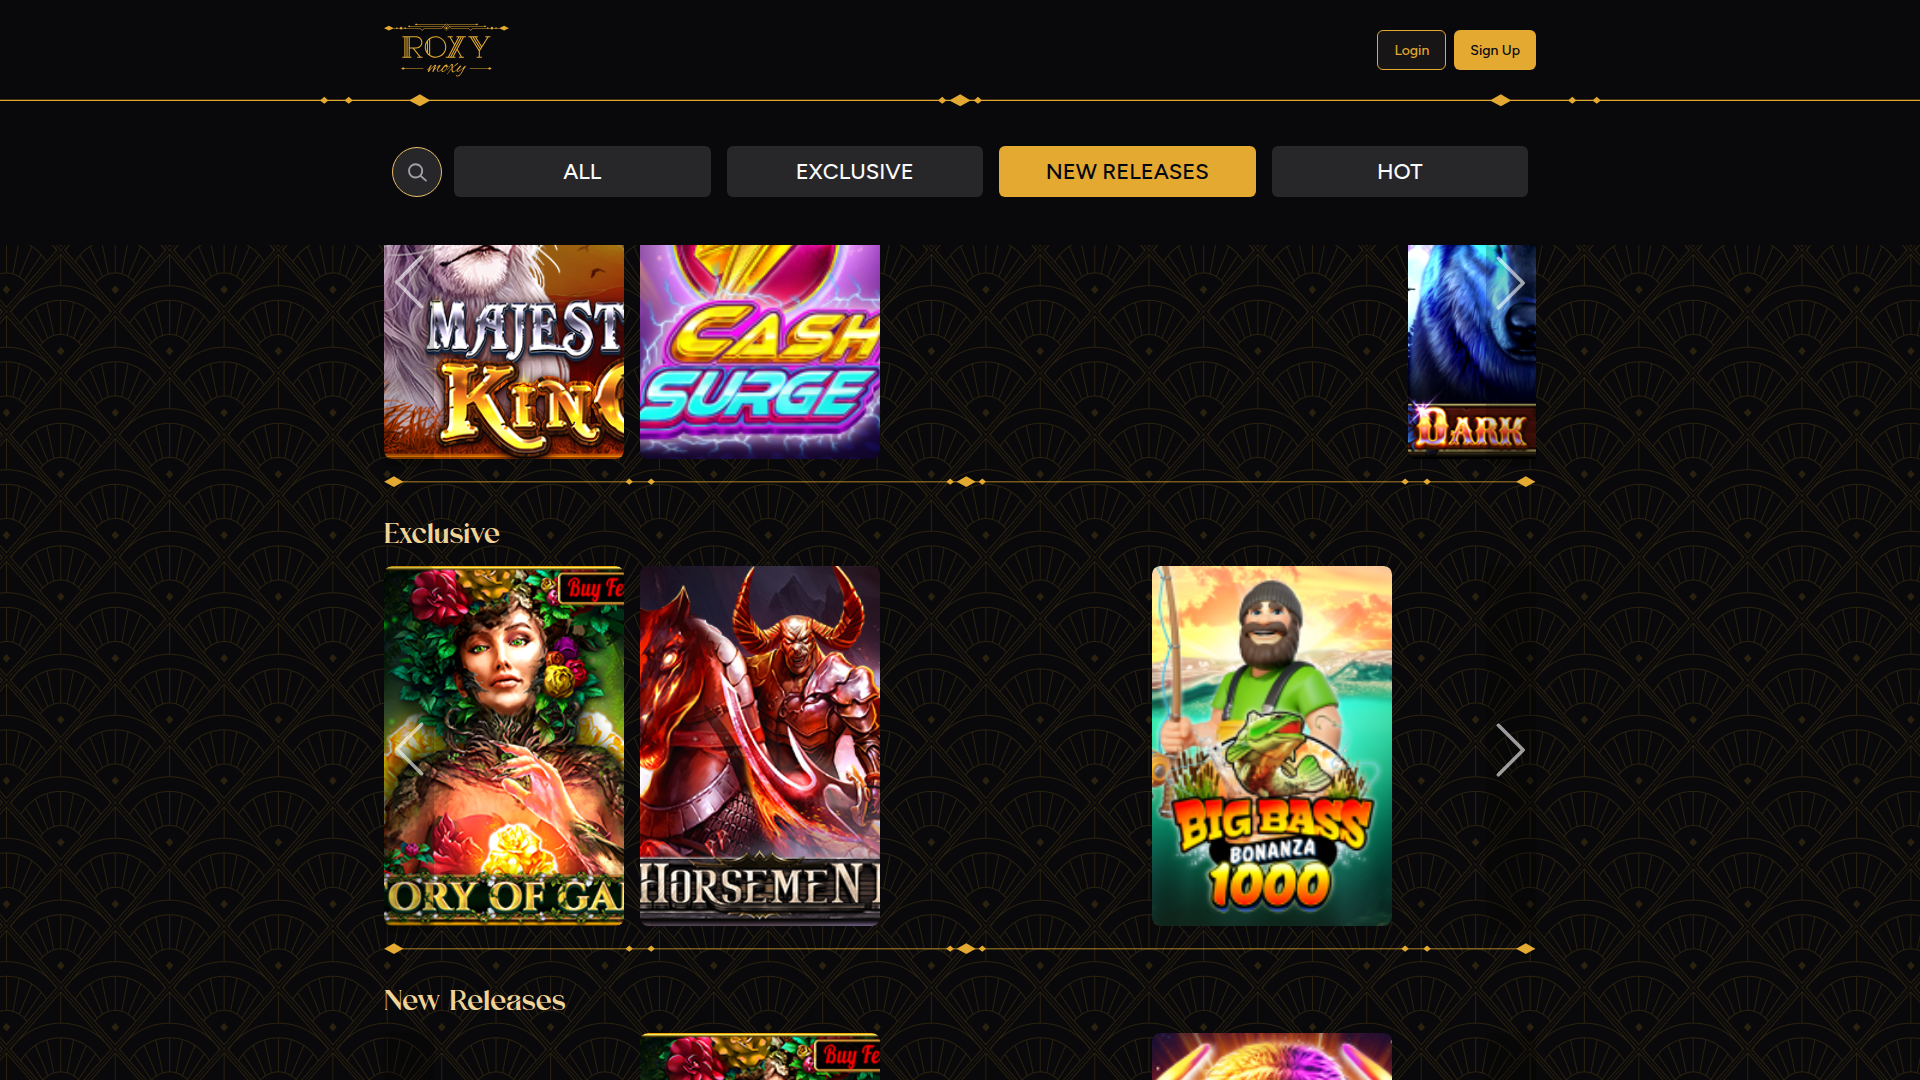 ROXY
moxy
Login
Sign Up
ALL
EXCLUSIVE
NEW RELEASES
HOT
MAJEST
KING
CASH
SURGE
DARK
Exclusive
Buy Fe
ORY OF GA
HORSEMEN
BIG BASS
BONANZA
1000
New Releases
Buy Fe